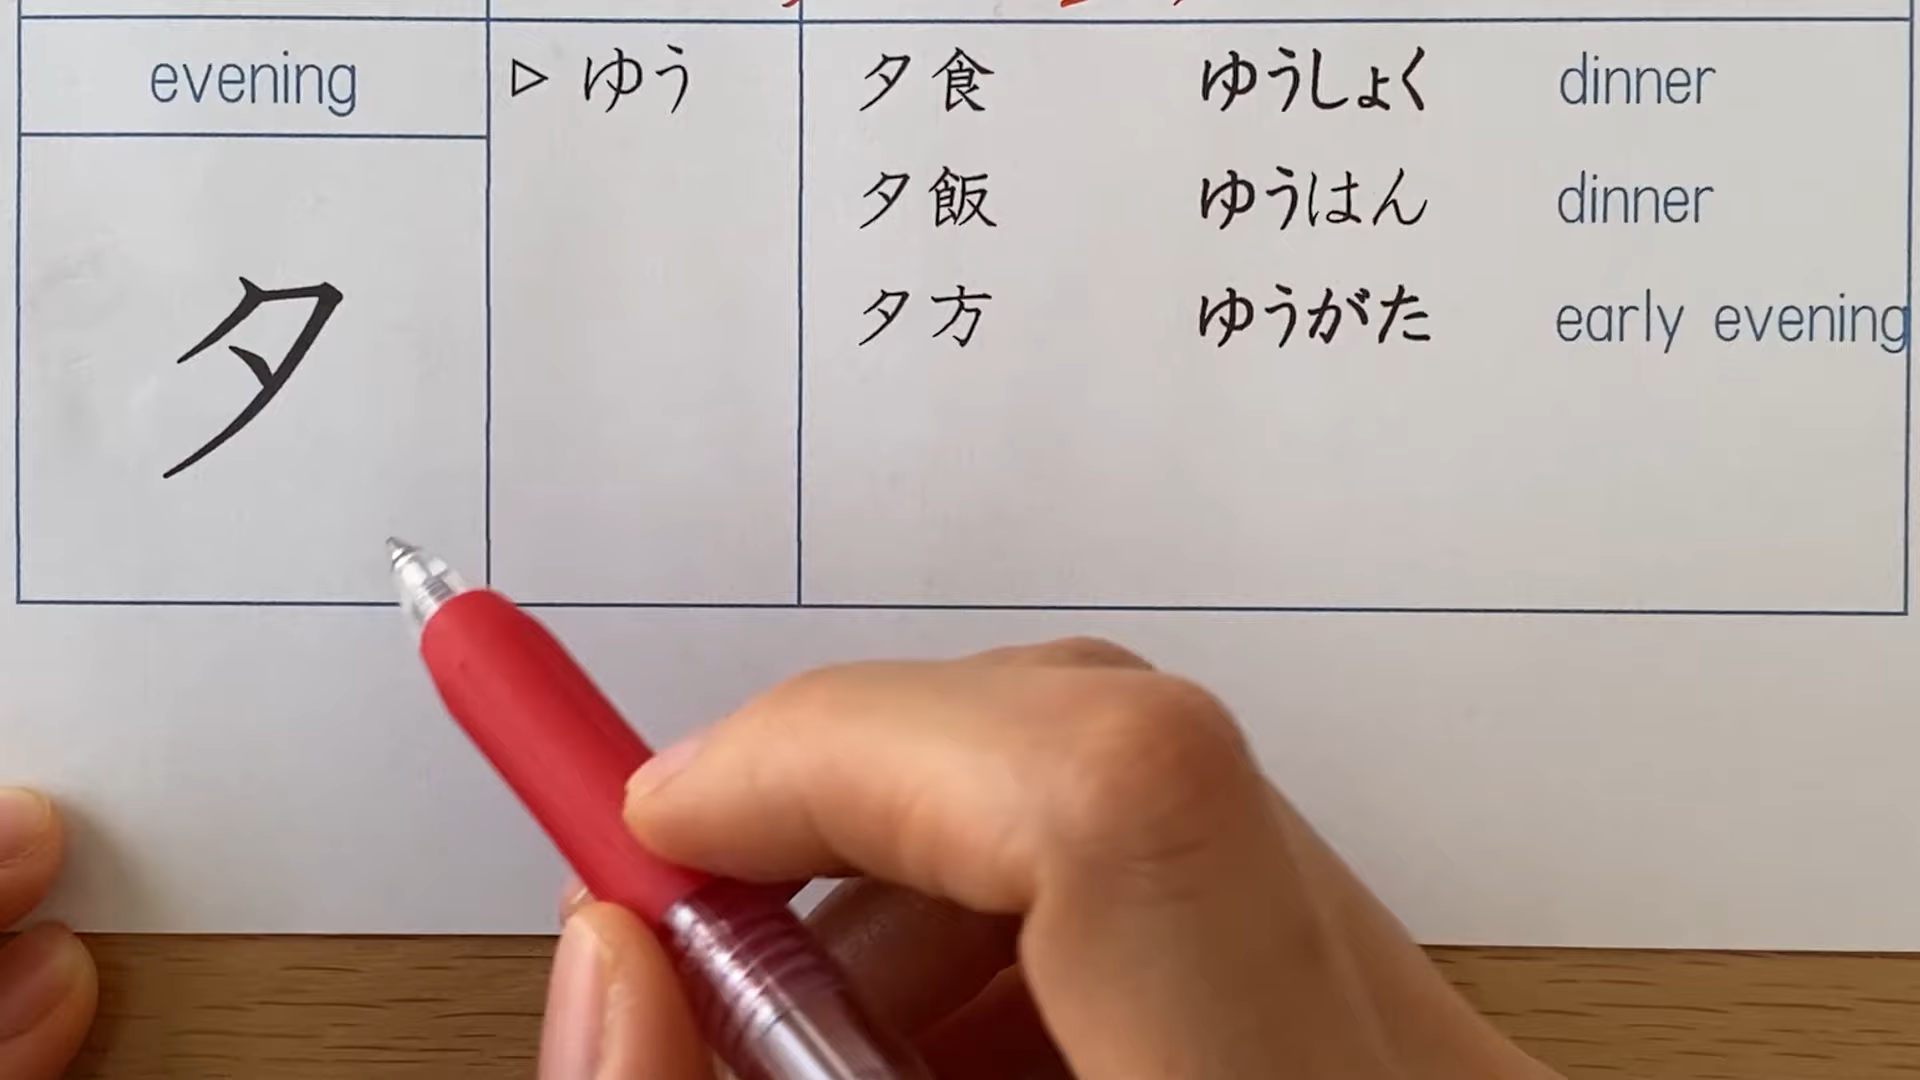 evening
夕
▷ ゆう
夕食 ゆうしょく dinner
夕飯 ゆうはん dinner
夕方 ゆうがた early evening